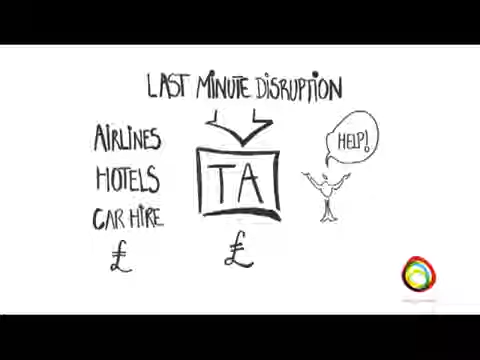 LAST MINUTE DISRUPTION
AIRLINES
HOTELS
CAR HIRE
£
TA
£
HELP!